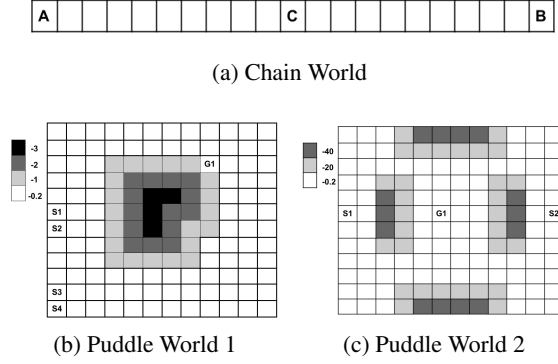 A C B
(a) Chain World
-3
-2
-1
-0.2
G1
S1
S2
S3
S4
(b) Puddle World 1
-40
-20
-0.2
S1 G1 S2
(c) Puddle World 2